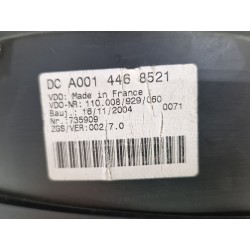 DC A001 446 8521
VDO: Made in France
VDO-NR: 110.008/929/060
Bauj.: 16/11/2004 0071
Nr.:735909
ZGS/VER:002/7.0